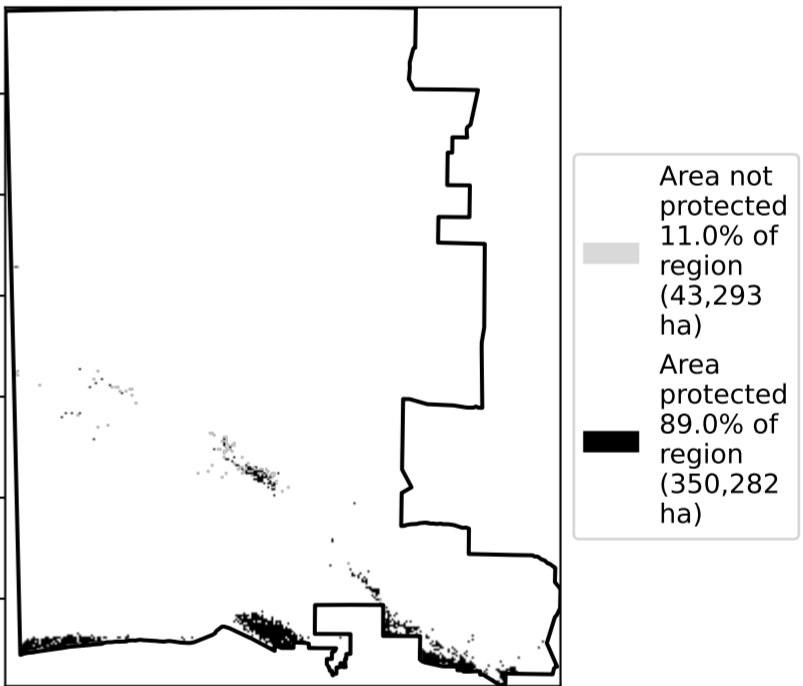 Area not
protected
11.0% of
region
(43,293
ha)
Area
protected
89.0% of
region
(350,282
ha)